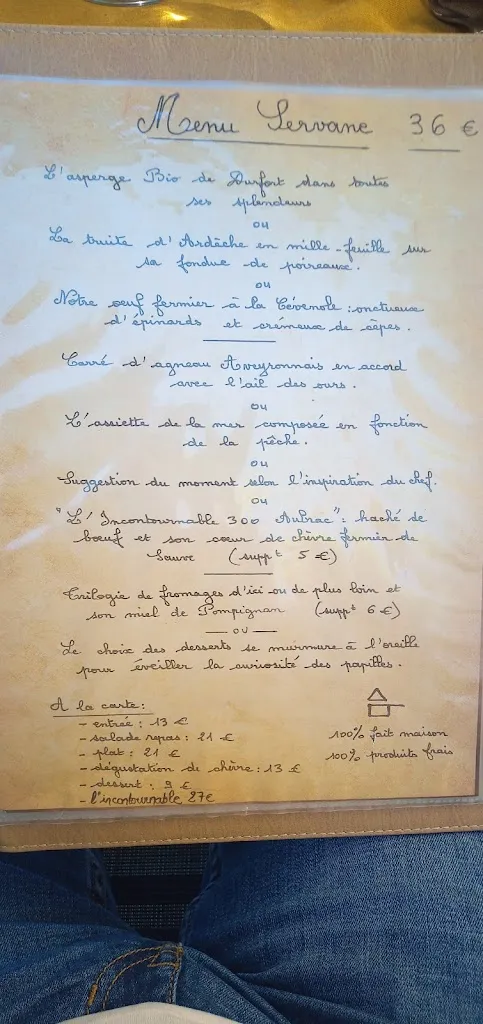 Menu Servane 36 €
L'asperge Bio de Durfort dans toutes
ses splendeurs
ou
La truite d'Ardèche en mille-feuille sur
sa fondue de poireaux.
ou
Notre oeuf fermier à la Cévenole : onctueux
d'épinards et crémeux de cèpes.
Carré d'agneau Aveyronnais en accord
avec l'ail des ours.
ou
L'assiette de la mer composée en fonction
de la pêche.
ou
Suggestion du moment selon l'inspiration du chef.
ou
"L'Incontournable 300 Aubrac" : haché de
boeuf et son coeur de chèvre fermier de
Sauve (suppt 5 €)
Trilogie de fromages d'ici ou de plus loin et
son miel de Pompignan (suppt 6 €)
ou
Le choix des desserts se murmure à l'oreille
pour éveiller la curiosité des papilles.
A la carte :
- entrée : 13 €
- salade repas : 21 €
- plat : 21 €
- dégustation de chèvre : 13 €
- dessert : 9 €
- l'incontournable 27€
100% fait maison
100% produits frais